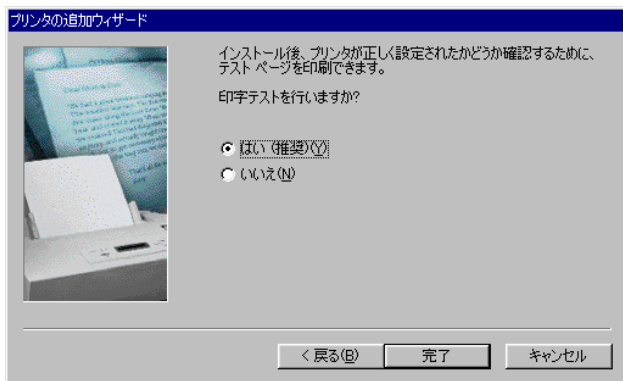 プリンタの追加ウィザード
インストール後、プリンタが正しく設定されたかどうか確認するために、
テスト ページを印刷できます。
印字テストを行いますか?
はい (推奨)(Y)
いいえ(N)
< 戻る(B)
完了
キャンセル